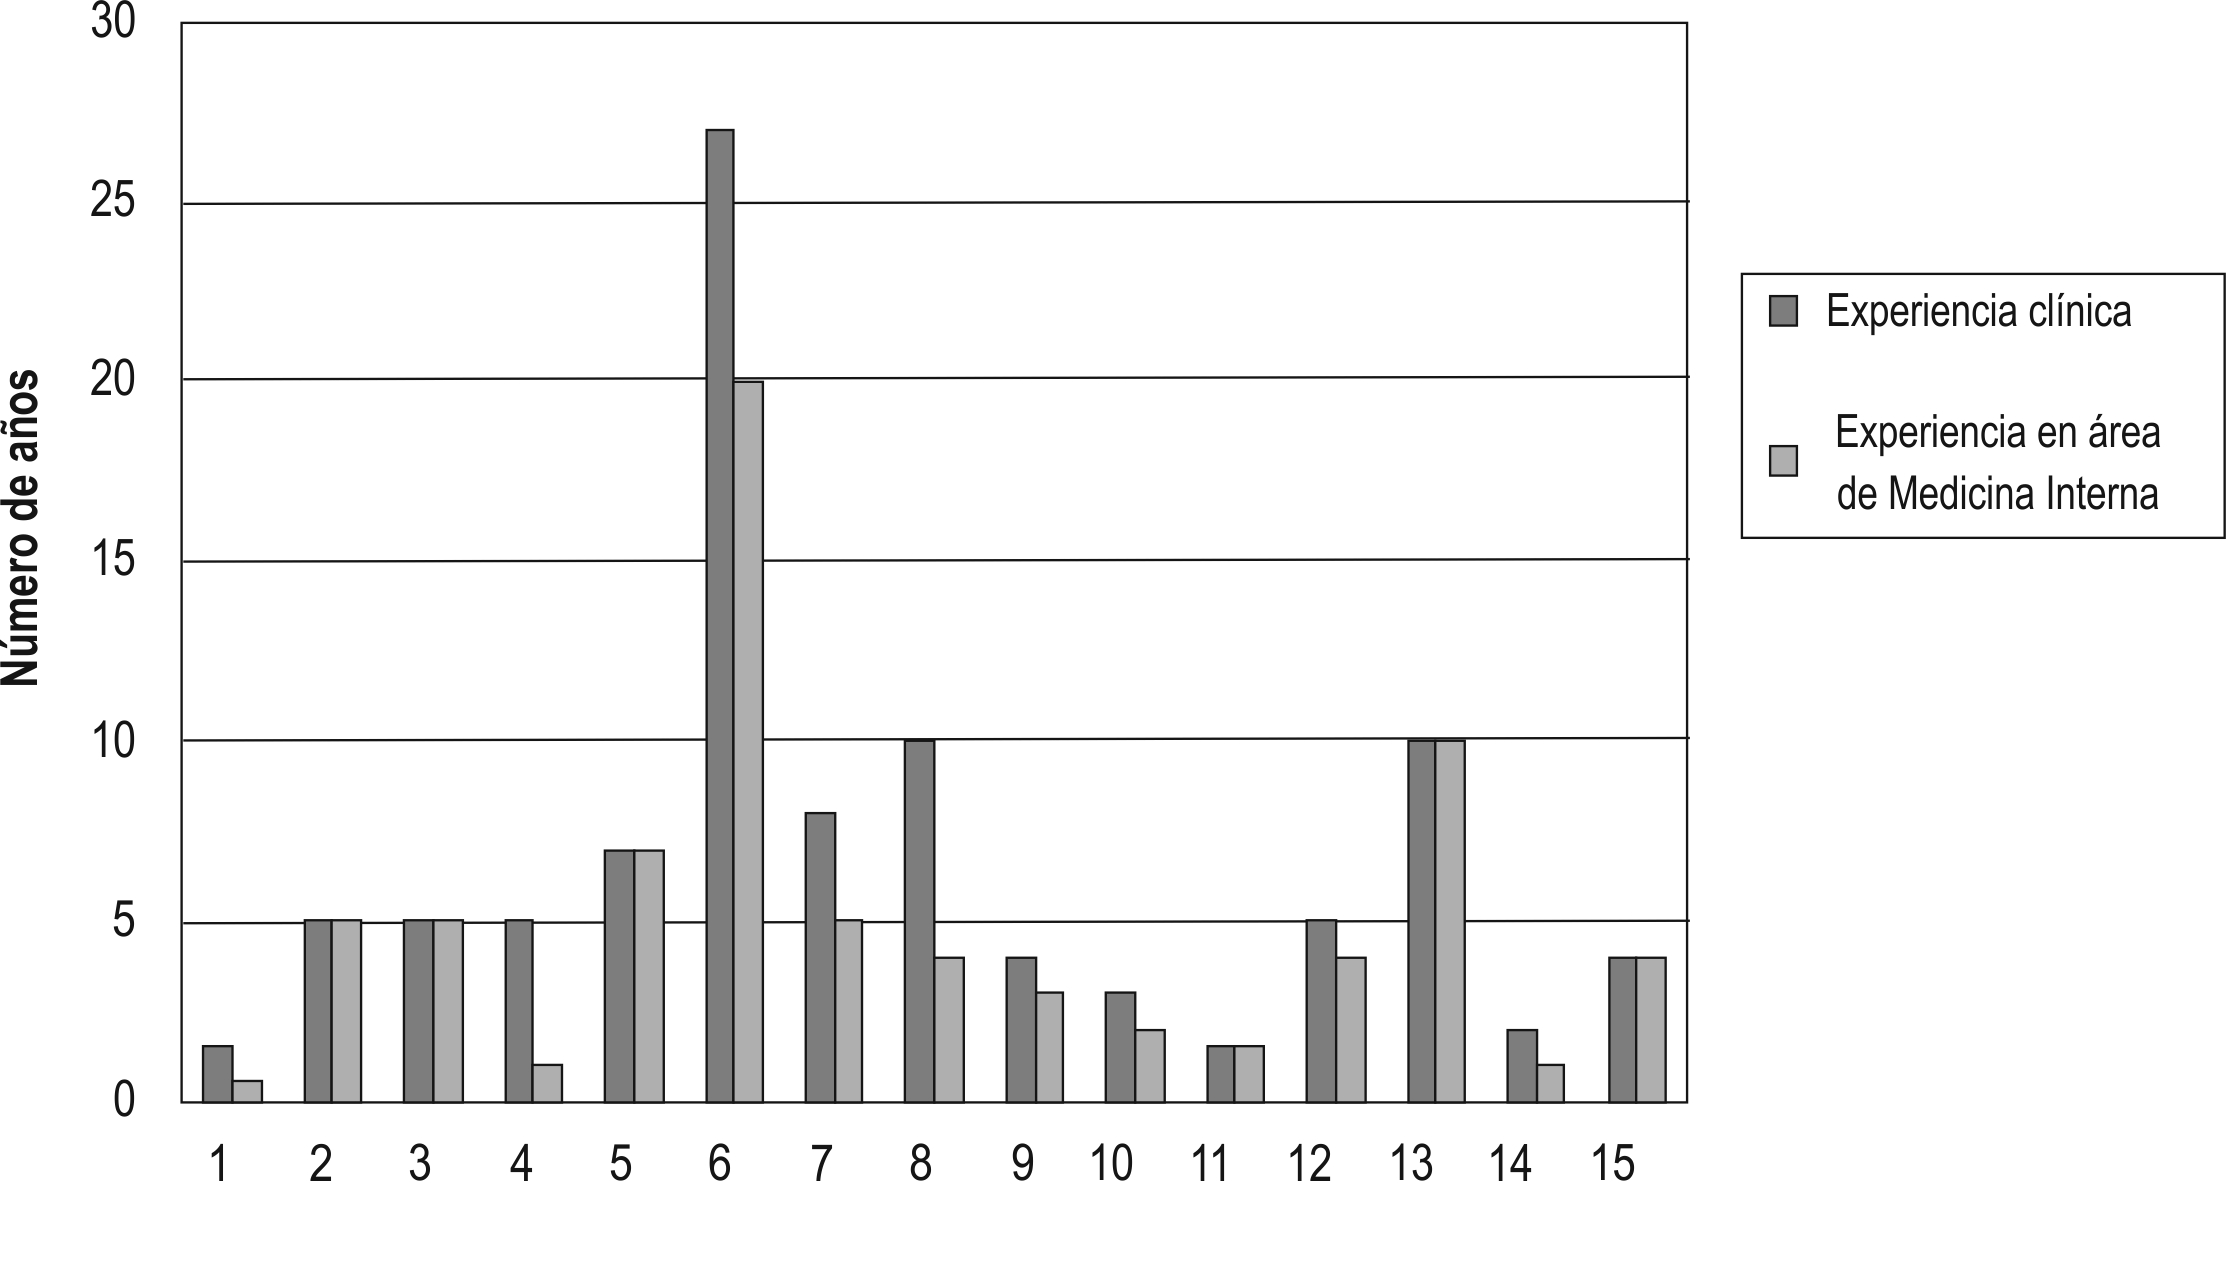 30
25
20
15
10
5
0
Número de años
1 2 3 4 5 6 7 8 9 10 11 12 13 14 15
Experiencia clínica
Experiencia en área
de Medicina Interna